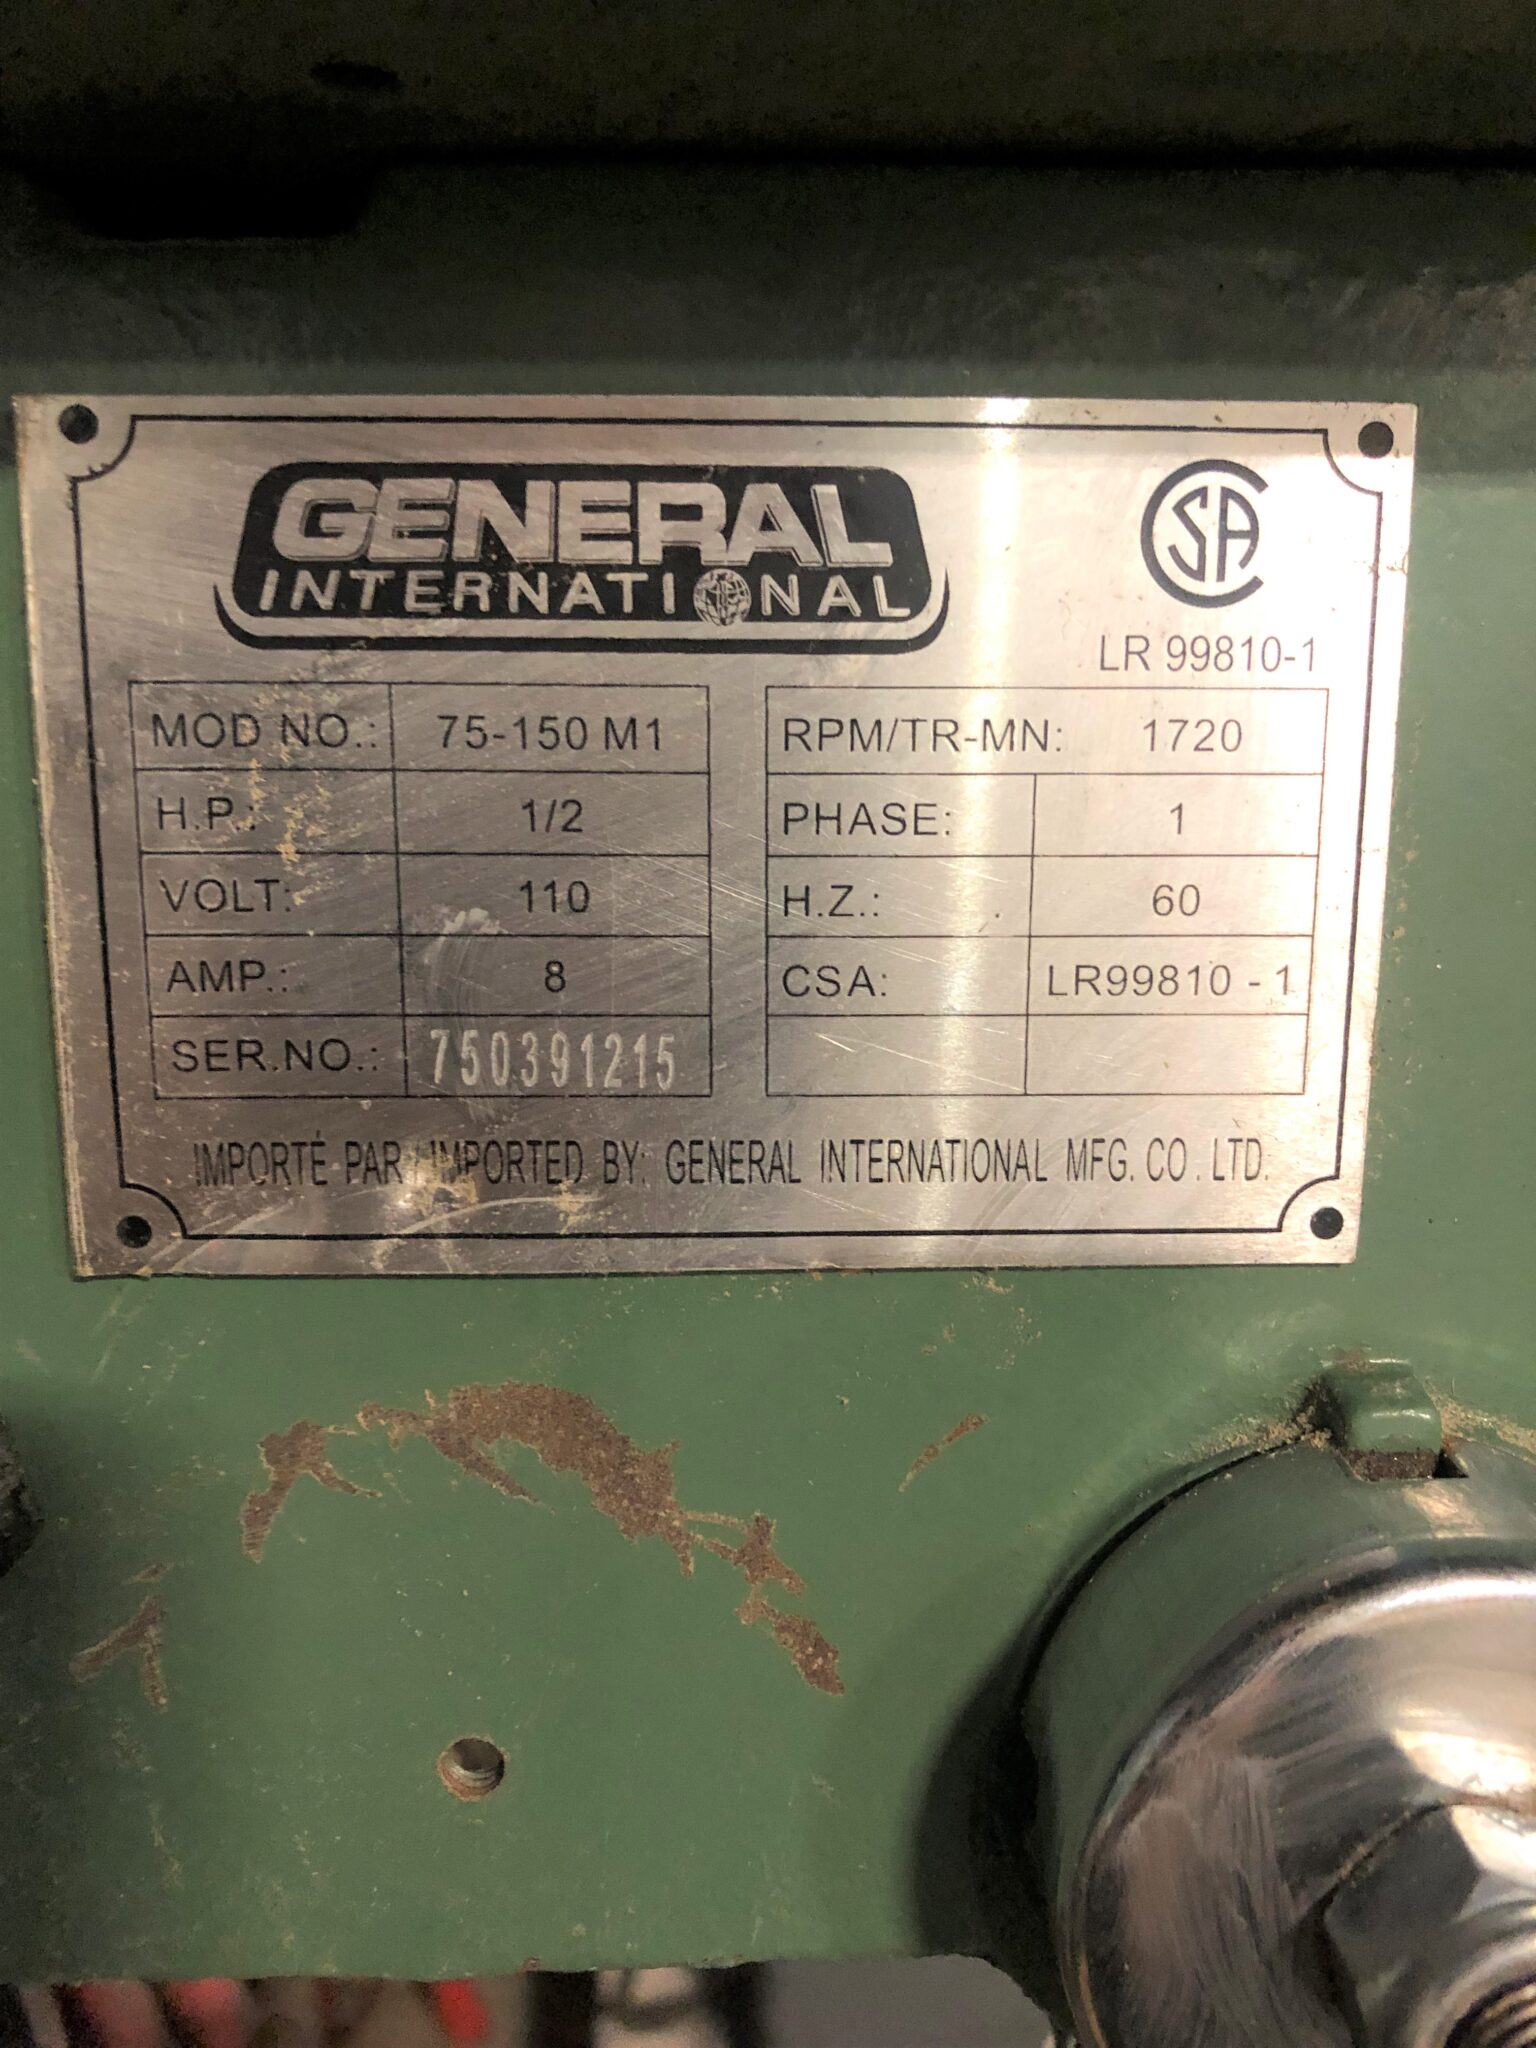 GENERAL
INTERNATIONAL
CSA
LR 99810-1
MOD NO.: 75-150 M1
H.P.: 1/2
VOLT: 110
AMP.: 8
SER.NO.: 750391215
RPM/TR-MN: 1720
PHASE: 1
H.Z.: 60
CSA: LR99810 - 1
IMPORTÉ PAR / IMPORTED BY: GENERAL INTERNATIONAL MFG. CO. LTD.